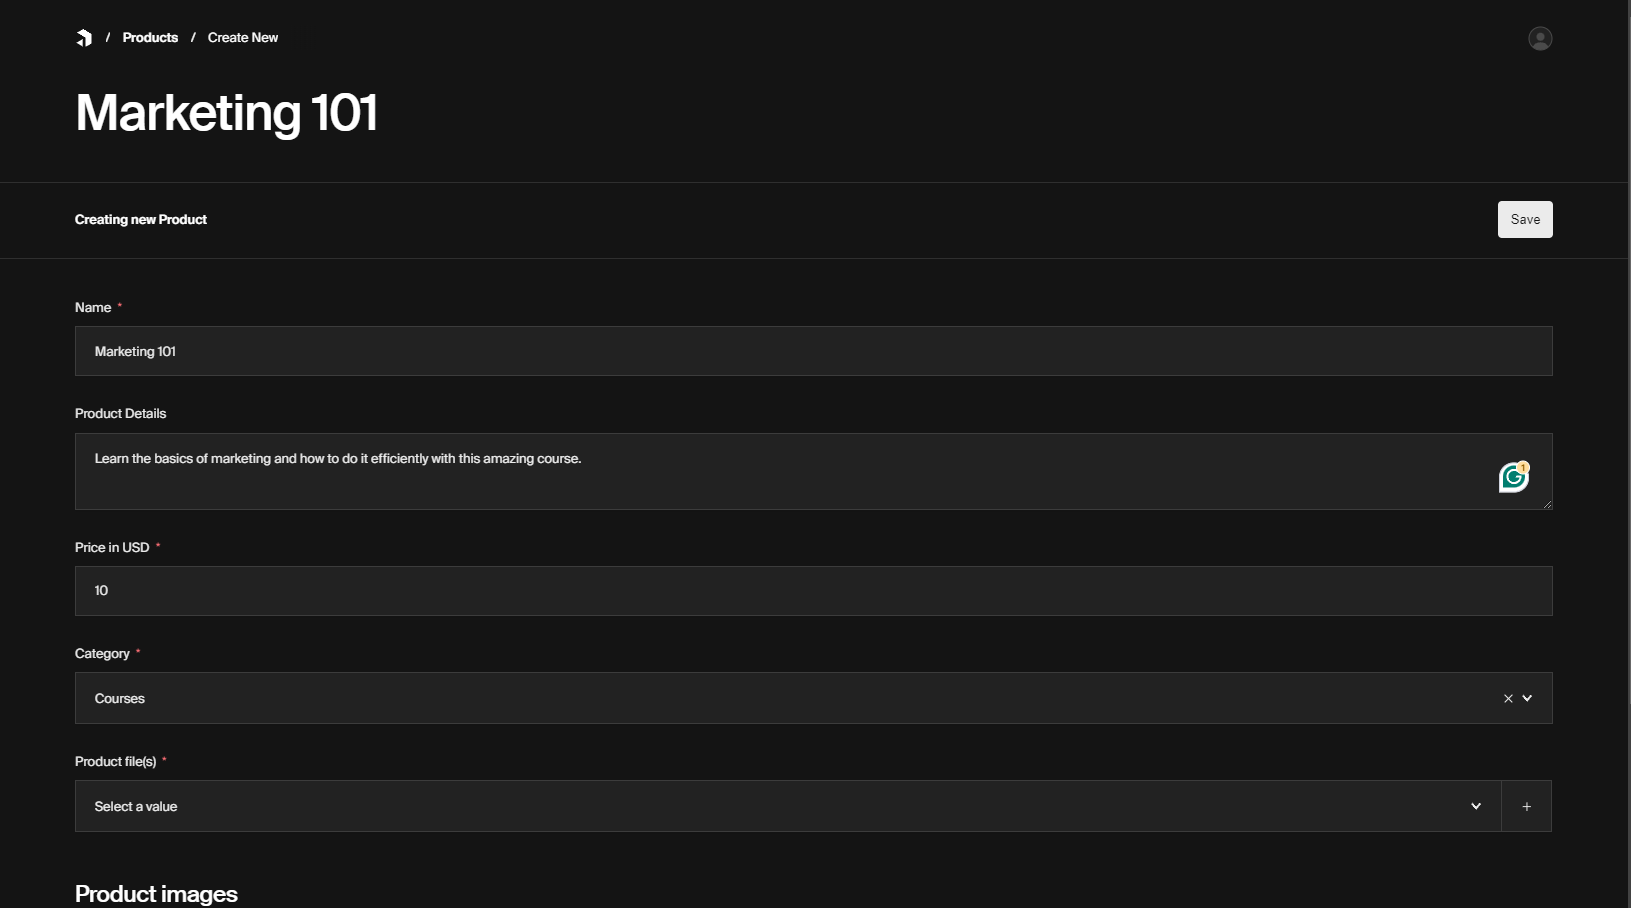 / Products / Create New
Marketing 101
Creating new Product
Save
Name *
Marketing 101
Product Details
Learn the basics of marketing and how to do it efficiently with this amazing course.
1
Price in USD *
10
Category *
Courses
Product file(s) *
Select a value
+
Product images